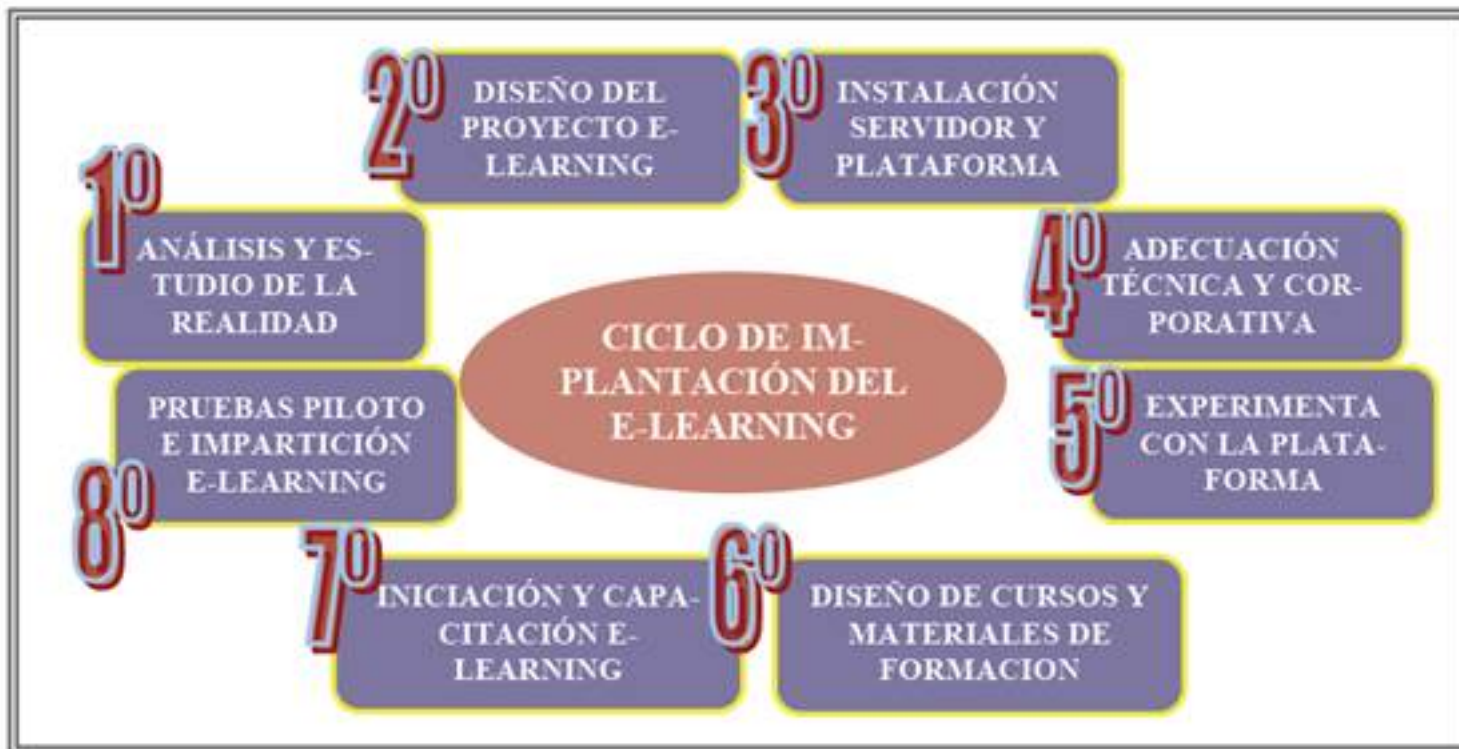 1º
ANÁLISIS Y ES-
TUDIO DE LA
REALIDAD
2º
DISEÑO DEL
PROYECTO E-
LEARNING
3º
INSTALACIÓN
SERVIDOR Y
PLATAFORMA
4º
ADECUACIÓN
TÉCNICA Y COR-
PORATIVA
5º
EXPERIMENTA
CON LA PLATA-
FORMA
6º
DISEÑO DE CURSOS Y
MATERIALES DE
FORMACION
7º
INICIACIÓN Y CAPA-
CITACIÓN E-
LEARNING
8º
PRUEBAS PILOTO
E IMPARTICIÓN
E-LEARNING
CICLO DE IM-
PLANTACIÓN DEL
E-LEARNING